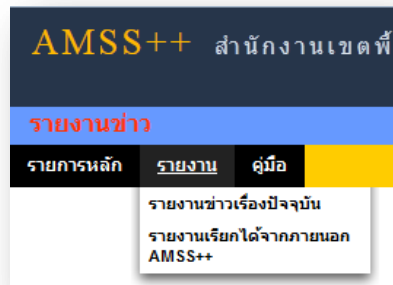 AMSS++ สำนักงานเขตพื้
รายงานข่าว
รายการหลัก รายงาน คู่มือ
รายงานข่าวเรื่องปัจจุบัน
รายงานเรียกได้จากภายนอก
AMSS++